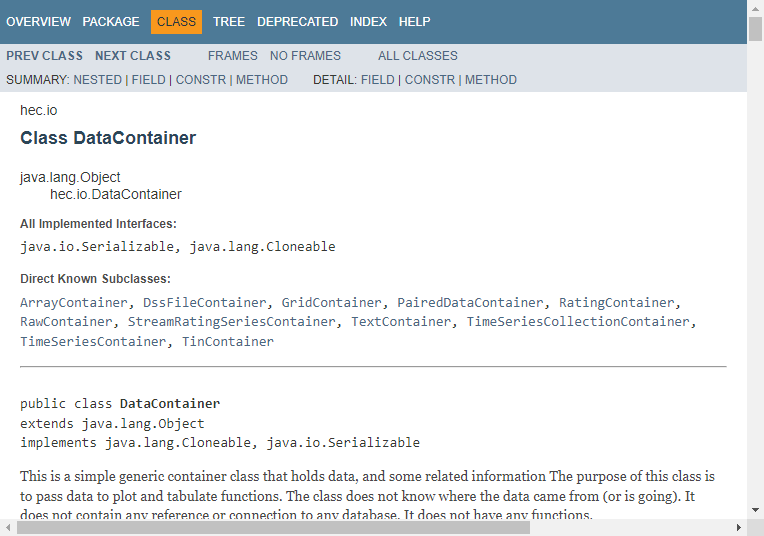 OVERVIEW PACKAGE CLASS TREE DEPRECATED INDEX HELP
PREV CLASS NEXT CLASS FRAMES NO FRAMES ALL CLASSES
SUMMARY: NESTED | FIELD | CONSTR | METHOD DETAIL: FIELD | CONSTR | METHOD
hec.io
Class DataContainer
java.lang.Object
hec.io.DataContainer
All Implemented Interfaces:
java.io.Serializable, java.lang.Cloneable
Direct Known Subclasses:
ArrayContainer, DssFileContainer, GridContainer, PairedDataContainer, RatingContainer,
RawContainer, StreamRatingSeriesContainer, TextContainer, TimeSeriesCollectionContainer,
TimeSeriesContainer, TinContainer
public class DataContainer
extends java.lang.Object
implements java.lang.Cloneable, java.io.Serializable
This is a simple generic container class that holds data, and some related information The purpose of this class is
to pass data to plot and tabulate functions. The class does not know where the data came from (or is going). It
does not contain any reference or connection to any database. It does not have any functions.